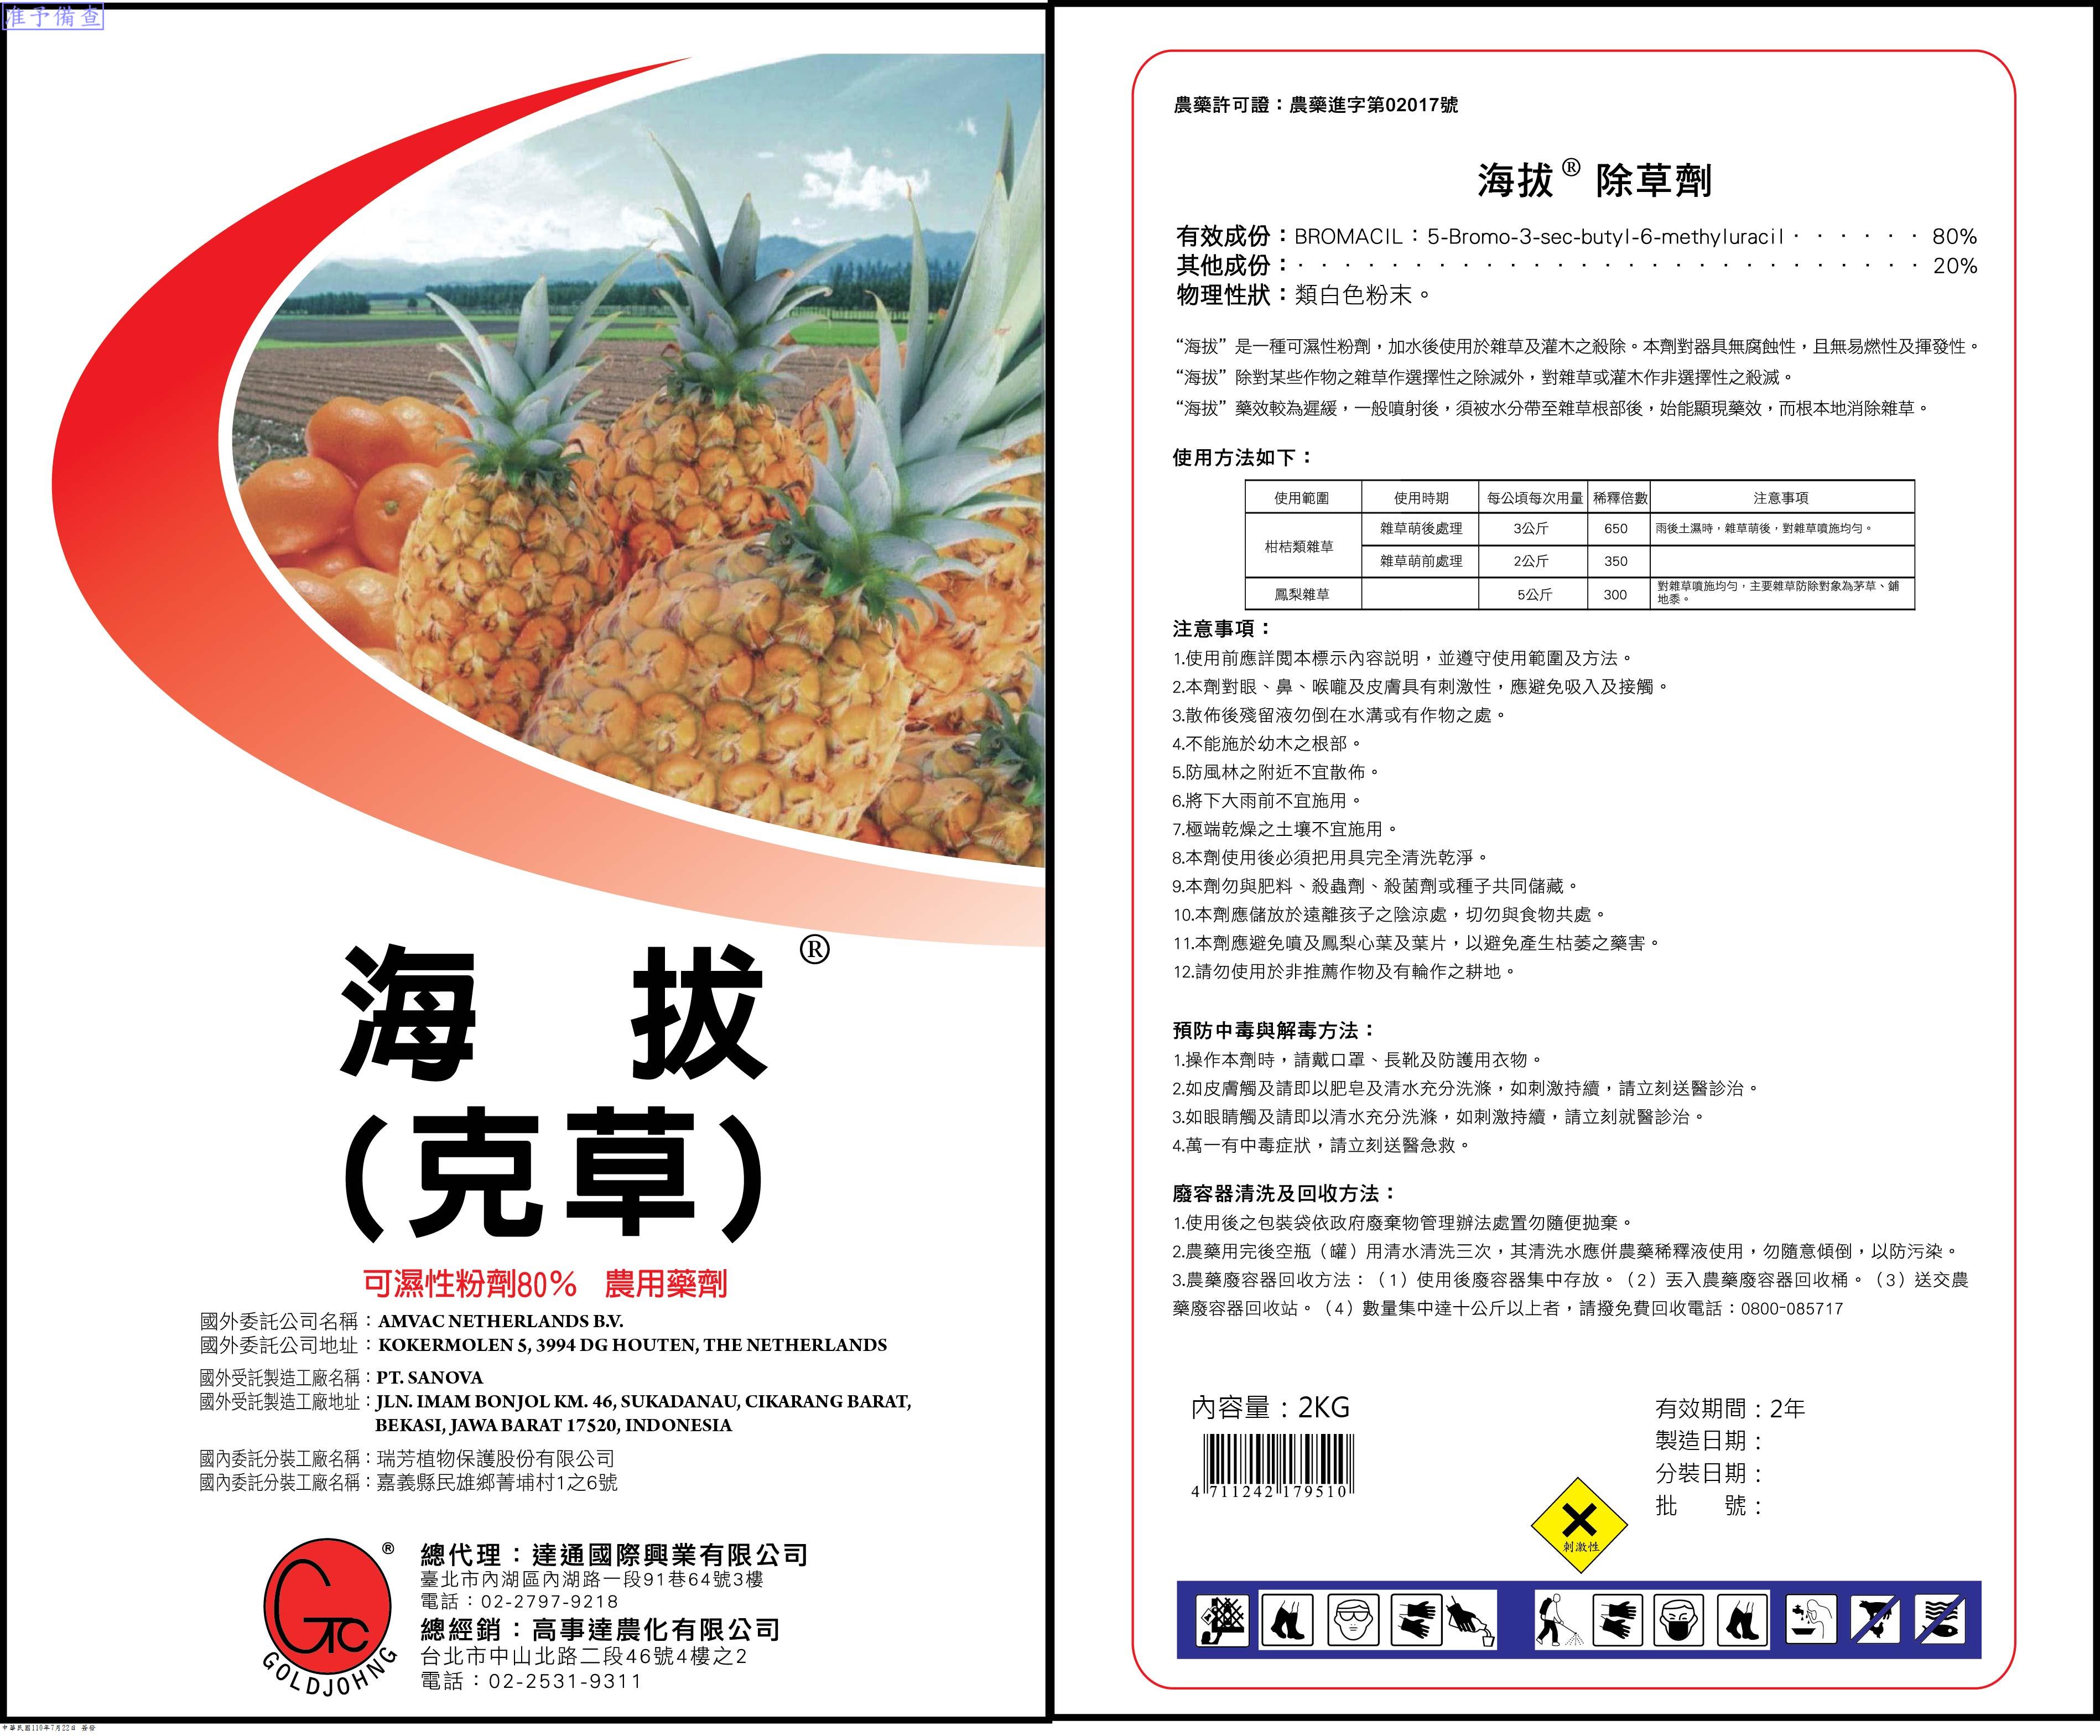 准予備查
海 拔®
(克草)
可濕性粉劑80% 農用藥劑
國外委託公司名稱：AMVAC NETHERLANDS B.V.
國外委託公司地址：KOKERMOLEN 5, 3994 DG HOUTEN, THE NETHERLANDS
國外受託製造工廠名稱：PT. SANOVA
國外受託製造工廠地址：JLN. IMAM BONJOL KM. 46, SUKADANAU, CIKARANG BARAT,
BEKASI, JAWA BARAT 17520, INDONESIA
國內委託分裝工廠名稱：瑞芳植物保護股份有限公司
國內委託分裝工廠名稱：嘉義縣民雄鄉菁埔村1之6號
GTC®
GOLDJOHNG
總代理：達通國際興業有限公司
臺北市內湖區內湖路一段91巷64號3樓
電話：02-2797-9218
總經銷：高事達農化有限公司
台北市中山北路二段46號4樓之2
電話：02-2531-9311
中華民國110年7月22日 簽發
農藥許可證：農藥進字第02017號
海拔® 除草劑
有效成份：BROMACIL：5-Bromo-3-sec-butyl-6-methyluracil · · · · · · 80%
其他成份：· · · · · · · · · · · · · · · · · · · · · · · · · · · 20%
物理性狀：類白色粉末。
“海拔”是一種可濕性粉劑，加水後使用於雜草及灌木之殺除。本劑對器具無腐蝕性，且無易燃性及揮發性。
“海拔”除對某些作物之雜草作選擇性之除滅外，對雜草或灌木作非選擇性之殺滅。
“海拔”藥效較為遲緩，一般噴射後，須被水分帶至雜草根部後，始能顯現藥效，而根本地消除雜草。
使用方法如下：
使用範圍 使用時期 每公頃每次用量 稀釋倍數 注意事項
柑桔類雜草 雜草萌後處理 3公斤 650 雨後土濕時，雜草萌後，對雜草噴施均勻。
雜草萌前處理 2公斤 350
鳳梨雜草 5公斤 300 對雜草噴施均勻，主要雜草防除對象為茅草、鋪
地黍。
注意事項：
1.使用前應詳閱本標示內容說明，並遵守使用範圍及方法。
2.本劑對眼、鼻、喉嚨及皮膚具有刺激性，應避免吸入及接觸。
3.散佈後殘留液勿倒在水溝或有作物之處。
4.不能施於幼木之根部。
5.防風林之附近不宜散佈。
6.將下大雨前不宜施用。
7.極端乾燥之土壤不宜施用。
8.本劑使用後必須把用具完全清洗乾淨。
9.本劑勿與肥料、殺蟲劑、殺菌劑或種子共同儲藏。
10.本劑應儲放於遠離孩子之陰涼處，切勿與食物共處。
11.本劑應避免噴及鳳梨心葉及葉片，以避免產生枯萎之藥害。
12.請勿使用於非推薦作物及有輪作之耕地。
預防中毒與解毒方法：
1.操作本劑時，請戴口罩、長靴及防護用衣物。
2.如皮膚觸及請即以肥皂及清水充分洗滌，如刺激持續，請立刻送醫診治。
3.如眼睛觸及請即以清水充分洗滌，如刺激持續，請立刻就醫診治。
4.萬一有中毒症狀，請立刻送醫急救。
廢容器清洗及回收方法：
1.使用後之包裝袋依政府廢棄物管理辦法處置勿隨便拋棄。
2.農藥用完後空瓶（罐）用清水清洗三次，其清洗水應併農藥稀釋液使用，勿隨意傾倒，以防污染。
3.農藥廢容器回收方法：（1）使用後廢容器集中存放。（2）丟入農藥廢容器回收桶。（3）送交農
藥廢容器回收站。（4）數量集中達十公斤以上者，請撥免費回收電話：0800-085717
內容量：2KG
4 711242 179510
有效期間：2年
製造日期：
分裝日期：
批 號：
刺激性